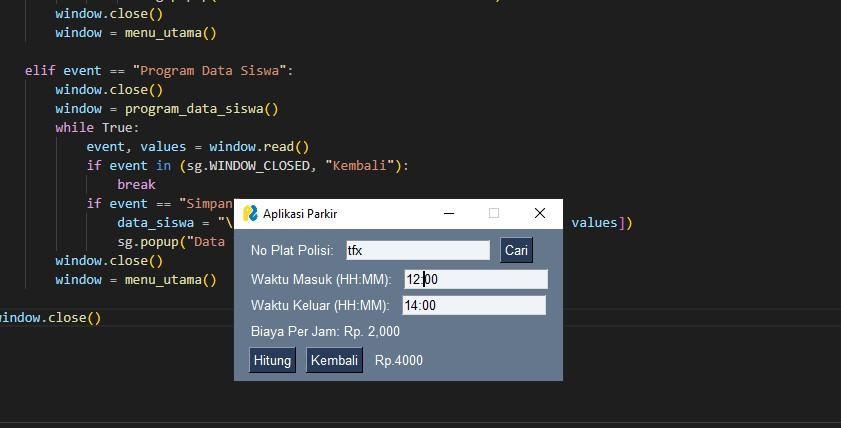 window.close()
window = menu_utama()
elif event == "Program Data Siswa":
window.close()
window = program_data_siswa()
while True:
event, values = window.read()
if event in (sg.WINDOW_CLOSED, "Kembali"):
break
if event == "Simpan
data_siswa = "\ values])
sg.popup("Data
window.close()
window = menu_utama()
window.close()
Aplikasi Parkir
No Plat Polisi: tfx Cari
Waktu Masuk (HH:MM): 12:00
Waktu Keluar (HH:MM): 14:00
Biaya Per Jam: Rp. 2,000
Hitung Kembali Rp.4000